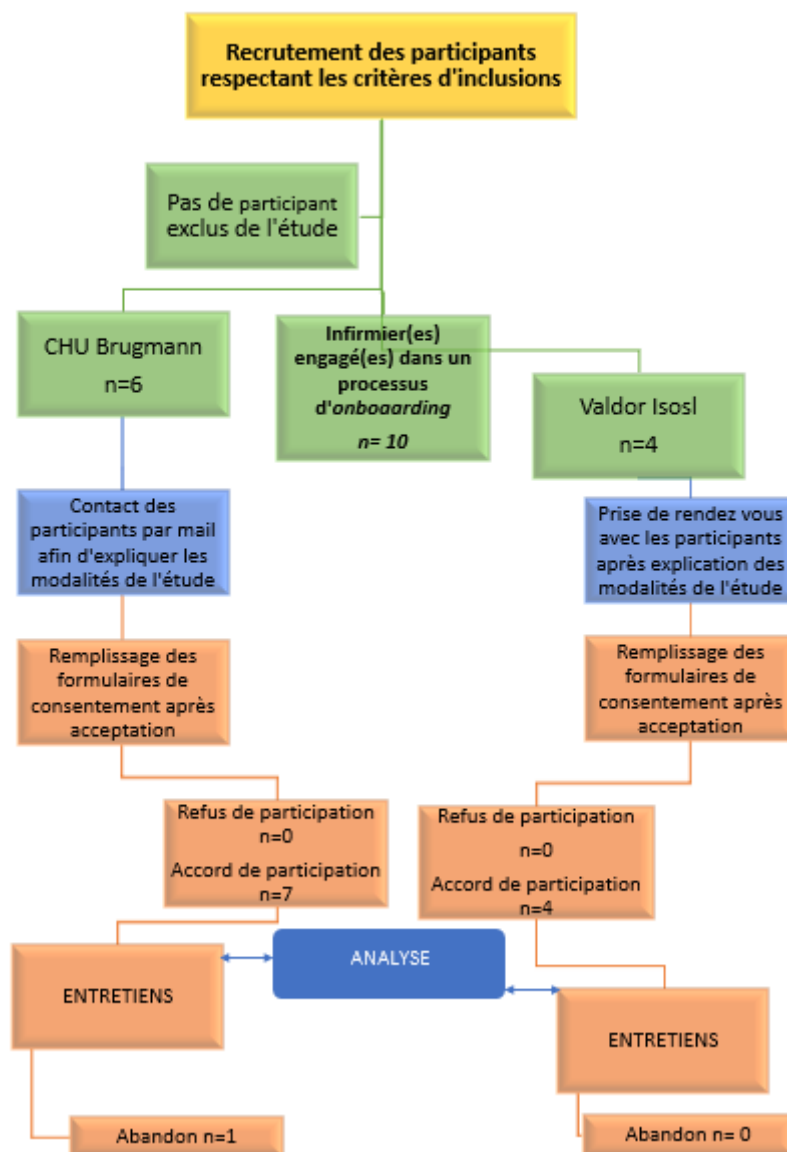 Recrutement des participants
respectant les critères d'inclusions
Pas de participant
exclus de l'étude
CHU Brugmann
n=6
Infirmier(es)
engagé(es) dans un
processus
d'onboaarding
n= 10
Valdor Isosl
n=4
Contact des
participants par mail
afin d'expliquer les
modalités de l'étude
Prise de rendez vous
avec les participants
après explication des
modalités de l'étude
Remplissage des
formulaires de
consentement après
acceptation
Remplissage des
formulaires de
consentement après
acceptation
Refus de participation
n=0
Accord de participation
n=7
Refus de participation
n=0
Accord de participation
n=4
ENTRETIENS
ANALYSE
ENTRETIENS
Abandon n=1
Abandon n= 0